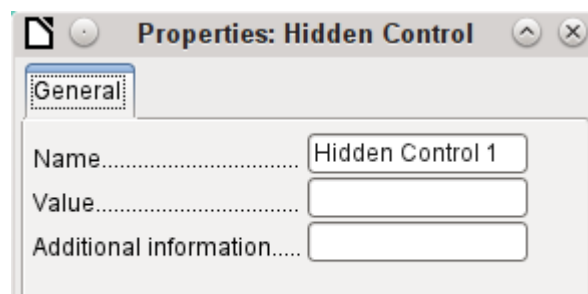 Properties: Hidden Control
General
Name.............................. Hidden Control 1
Value...............................
Additional information.....